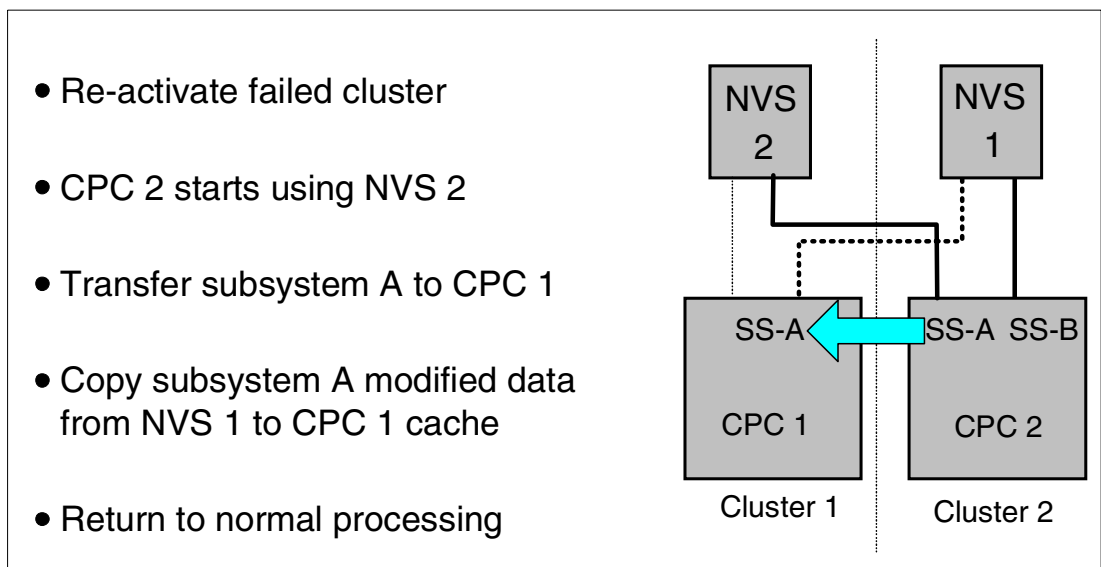 • Re-activate failed cluster
• CPC 2 starts using NVS 2
• Transfer subsystem A to CPC 1
• Copy subsystem A modified data
from NVS 1 to CPC 1 cache
• Return to normal processing
NVS
2
NVS
1
SS-A
SS-A SS-B
CPC 1
CPC 2
Cluster 1
Cluster 2